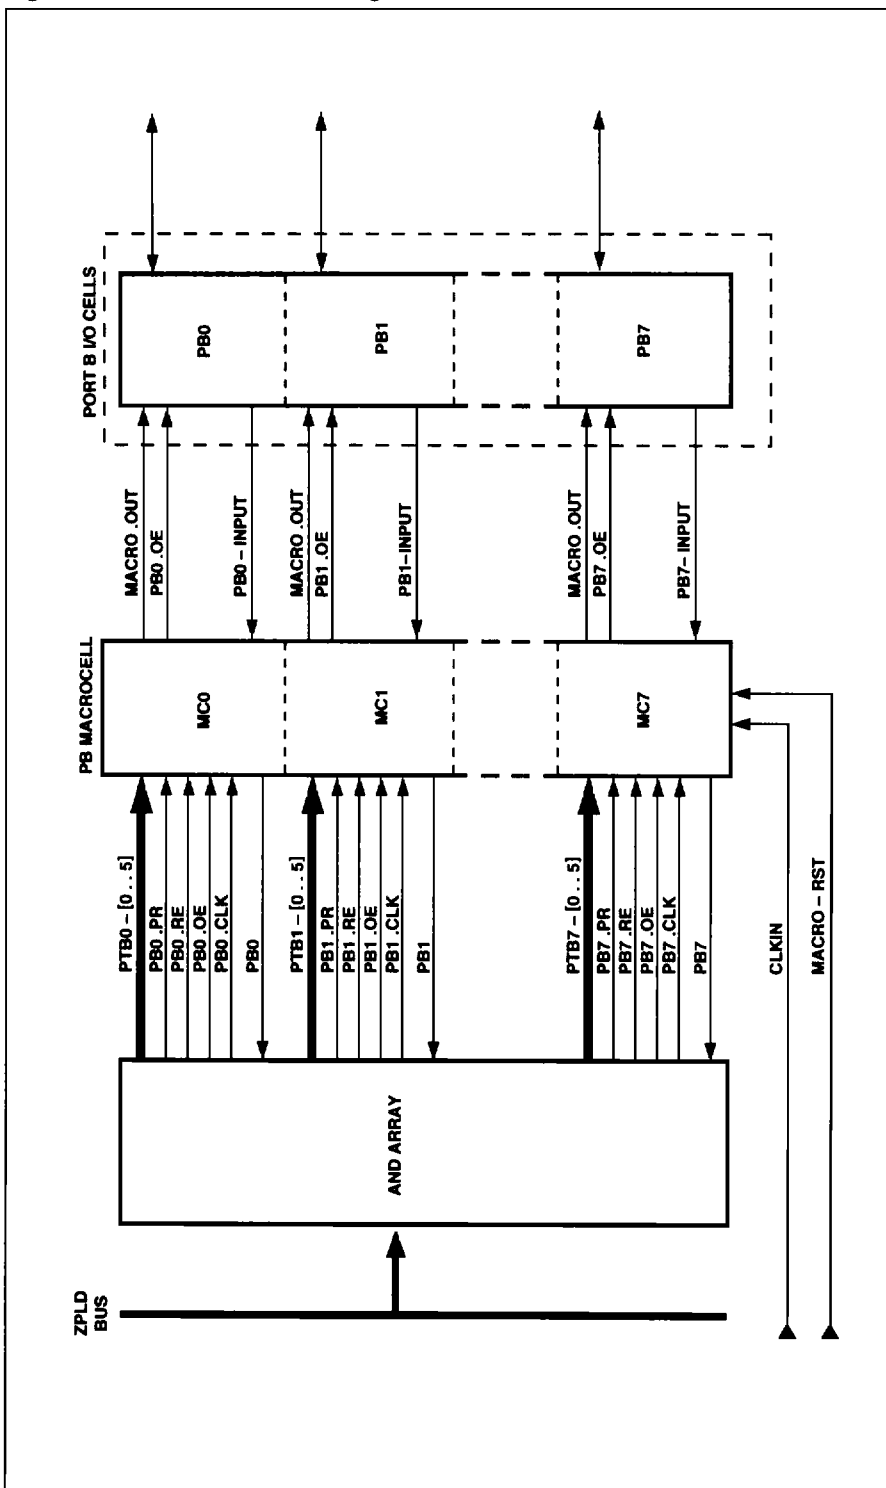 ZPLD
BUS
AND ARRAY
PB MACROCELL
PORT B I/O CELLS
PTB0 – [0 . . 5]
PB0 .PR
PB0 .RE
PB0 .OE
PB0 .CLK
PB0
MC0
MACRO .OUT
PB0 .OE
PB0 – INPUT
PB0
PTB1 – [0 . . 5]
PB1 .PR
PB1 .RE
PB1 .OE
PB1 .CLK
PB1
MC1
MACRO .OUT
PB1 .OE
PB1–INPUT
PB1
PTB7 – [0 . . 5]
PB7 .PR
PB7 .RE
PB7 .OE
PB7 .CLK
PB7
MC7
MACRO .OUT
PB7 .OE
PB7– INPUT
PB7
CLKIN
MACRO – RST